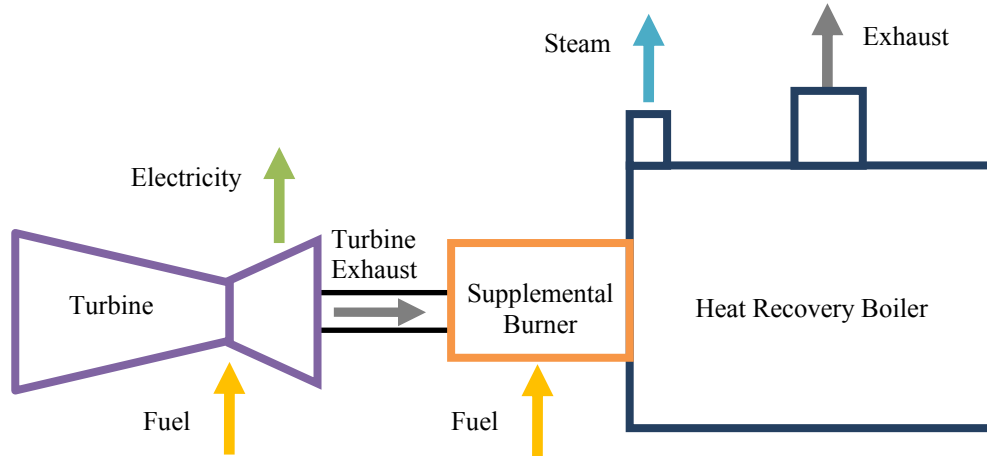 Steam
Exhaust
Electricity
Turbine
Exhaust
Turbine
Supplemental
Burner
Heat Recovery Boiler
Fuel
Fuel